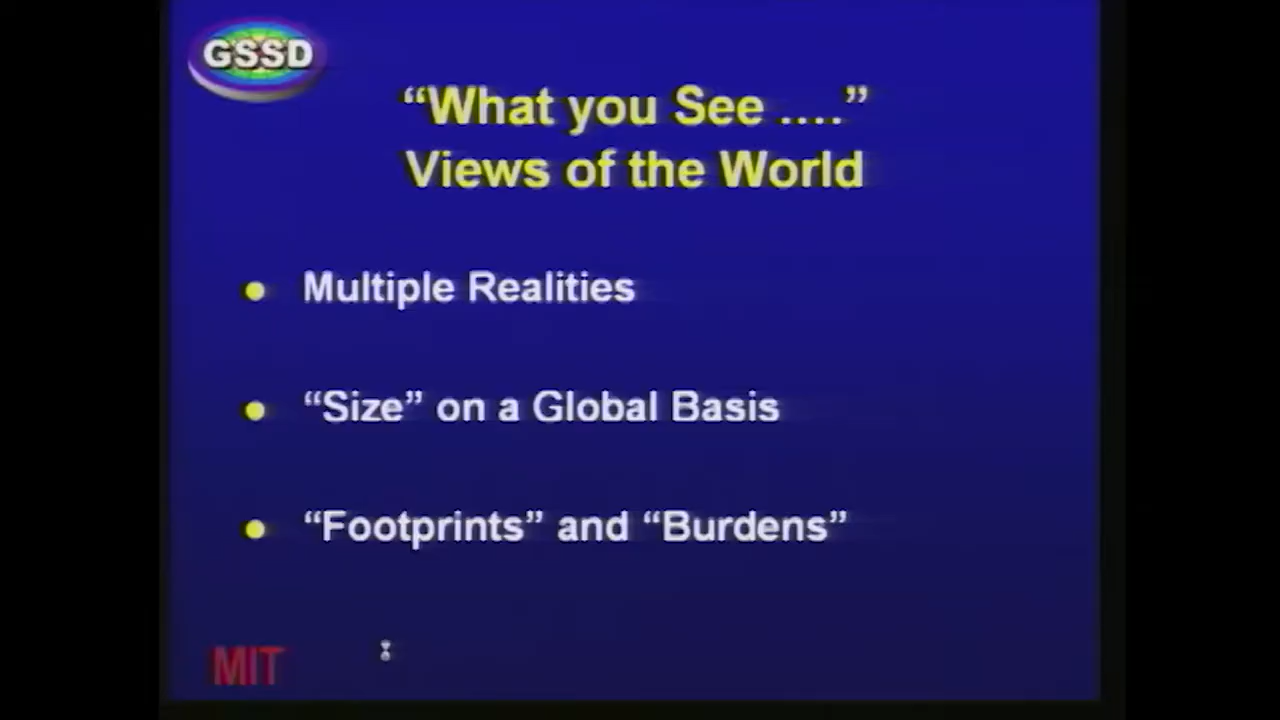 GSSD
“What you See ....”
Views of the World
Multiple Realities
“Size” on a Global Basis
“Footprints” and “Burdens”
MIT